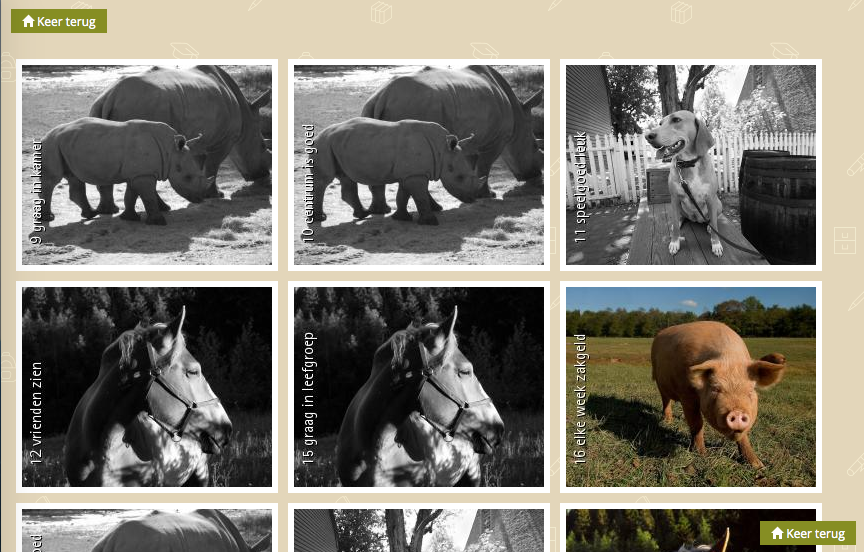 Keer terug
9 graag in kamer
10 centrum is goed
11 speelgoed leuk
12 vrienden zien
15 graag in leefgroep
16 elke week zakgeld
Keer terug